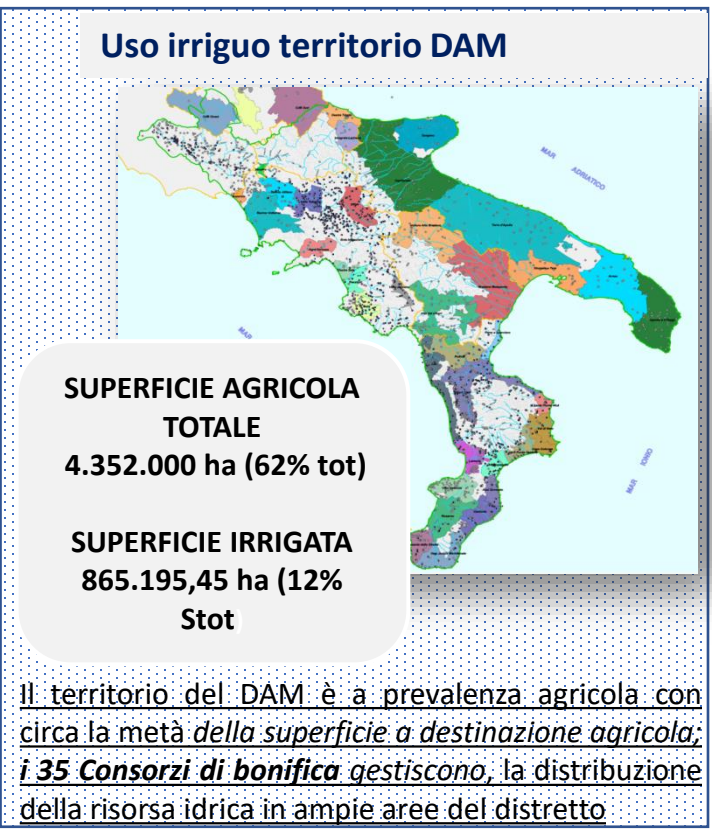 Uso irriguo territorio DAM
MAR ADRIATICO
MAR
MAR IONIO
SUPERFICIE AGRICOLA
TOTALE
4.352.000 ha (62% tot)
SUPERFICIE IRRIGATA
865.195,45 ha (12%
Stot)
Il territorio del DAM è a prevalenza agricola con
circa la metà della superficie a destinazione agricola;
i 35 Consorzi di bonifica gestiscono, la distribuzione
della risorsa idrica in ampie aree del distretto